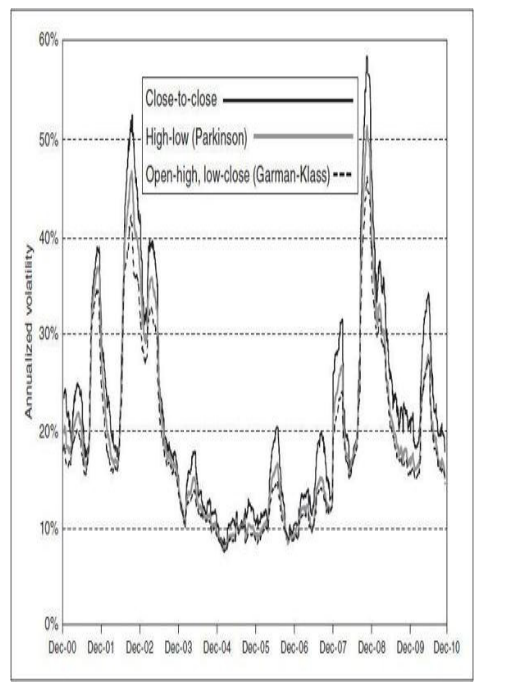 60%
Close-to-close
High-low (Parkinson)
50%
Open-high, low-close (Garman-Klass)
40%
Annualized volatility
30%
20%
10%
0%
Dec-00 Dec-01 Dec-02 Dec-03 Dec-04 Dec-05 Dec-06 Dec-07 Dec-08 Dec-09 Dec-10